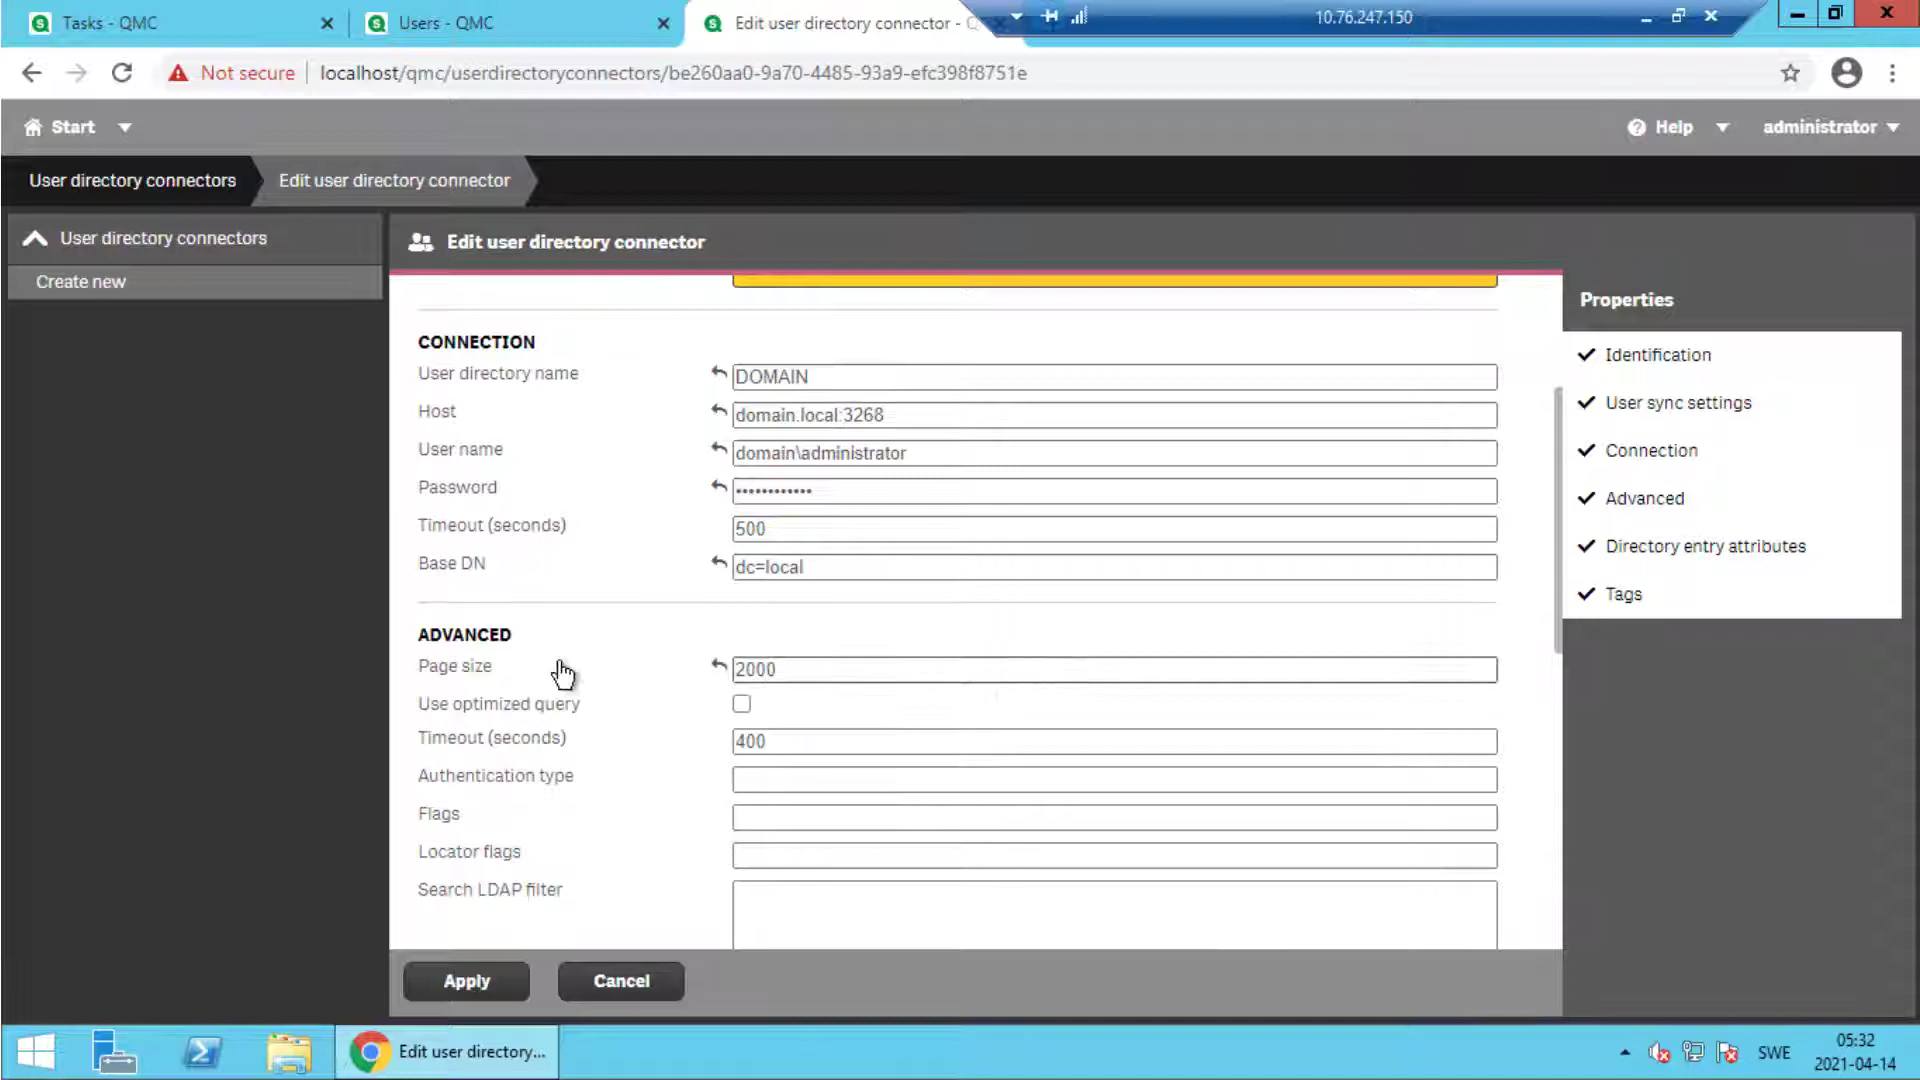 Tasks - QMC
Users - QMC
Edit user directory connector -
10.76.247.150
Not secure
localhost/qmc/userdirectoryconnectors/be260aa0-9a70-4485-93a9-efc398f8751e
Start
Help
administrator
User directory connectors
Edit user directory connector
User directory connectors
Create new
Edit user directory connector
CONNECTION
User directory name
DOMAIN
Host
domain.local:3268
User name
domain\administrator
Password
••••••••••••
Timeout (seconds)
500
Base DN
dc=local
ADVANCED
Page size
2000
Use optimized query
Timeout (seconds)
400
Authentication type
Flags
Locator flags
Search LDAP filter
Apply
Cancel
Properties
Identification
User sync settings
Connection
Advanced
Directory entry attributes
Tags
Edit user directory...
SWE
05:32
2021-04-14